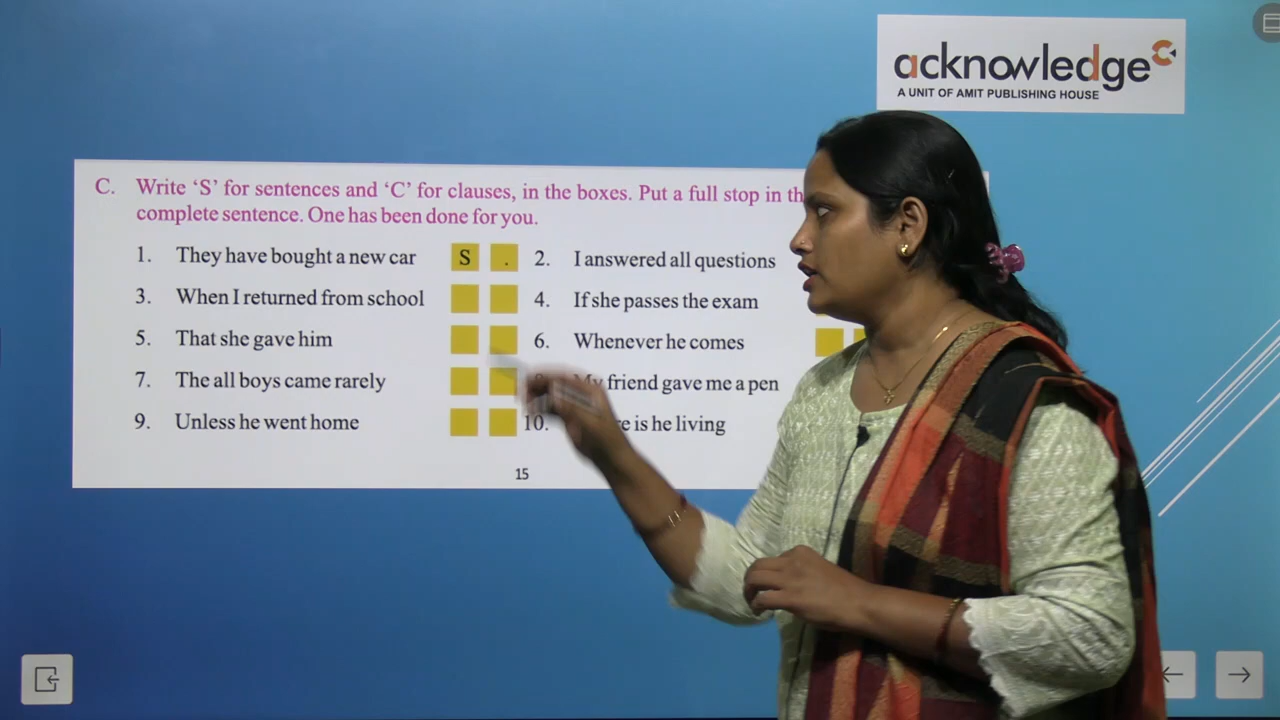 acknowledge
A UNIT OF AMIT PUBLISHING HOUSE
C. Write ‘S’ for sentences and ‘C’ for clauses, in the boxes. Put a full stop in
complete sentence. One has been done for you.
1. They have bought a new car S . 2. I answered all questions
3. When I returned from school 4. If she passes the exam
5. That she gave him 6. Whenever he comes
7. The all boys came rarely My friend gave me a pen
9. Unless he went home 10. is he living
15